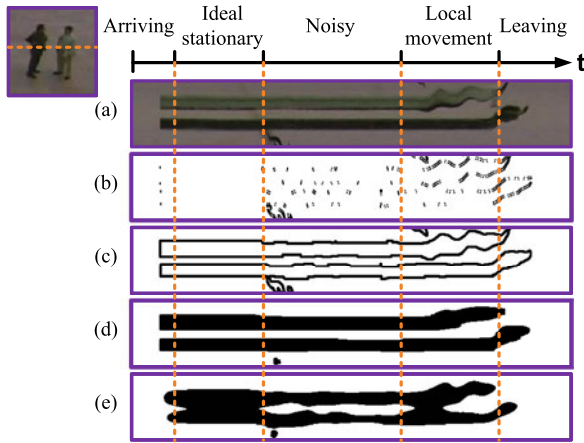 Arriving
Ideal
stationary
Noisy
Local
movement
Leaving
t
(a)
(b)
(c)
(d)
(e)